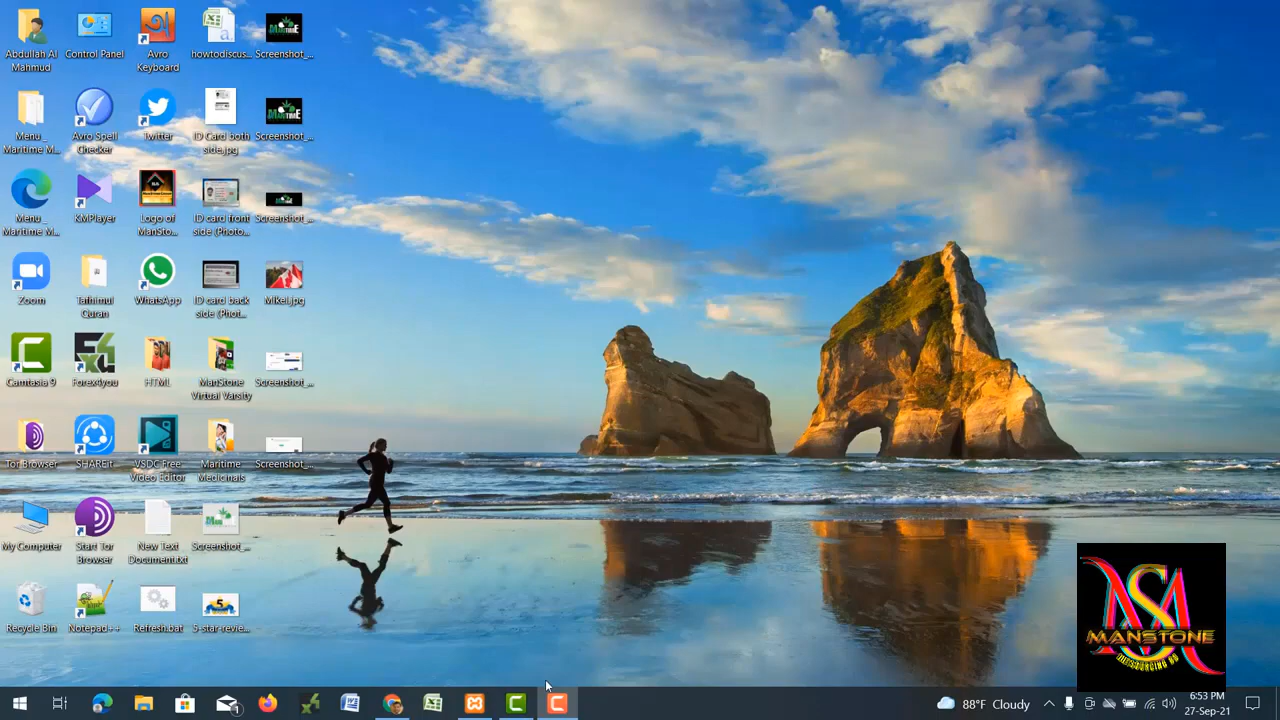 Abdullah Al
Mahmud
Control Panel
Avro
Keyboard
howtodiscus...
Screenshot_...
Menu _
Maritime M...
Avro Spell
Checker
Twitter
ID Card both
side.jpg
Screenshot_...
Menu _
Maritime M...
KMPlayer
Logo of
ManSto...
ID card front
side (Photo...
Screenshot_...
Zoom
Tafhimul
Quran
WhatsApp
ID card back
side (Phot...
Mikel.jpg
Camtasia 9
Forex4you
HTML
ManStone
Virtual Varsity
Screenshot_...
Tor Browser
SHAREit
VSDC Free
Video Editor
Maritime
Medicinals
Screenshot_...
My Computer
Start Tor
Browser
New Text
Document.txt
Screenshot_...
Recycle Bin
Notepad++
Refresh.bat
5-star-revie...
MANSTONE
88°F Cloudy
6:53 PM
27-Sep-21